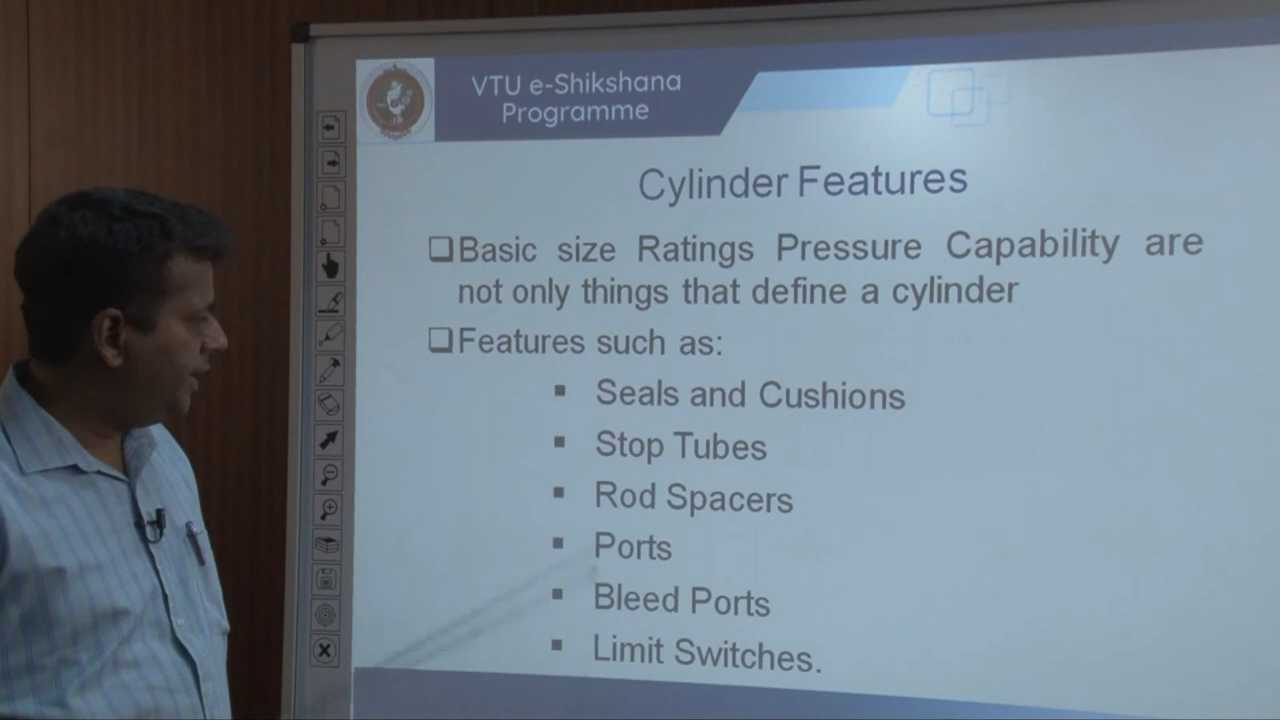 VTU e-Shikshana
Programme
Cylinder Features
❑Basic size Ratings Pressure Capability are
not only things that define a cylinder
❑Features such as:
▪ Seals and Cushions
▪ Stop Tubes
▪ Rod Spacers
▪ Ports
▪ Bleed Ports
▪ Limit Switches.